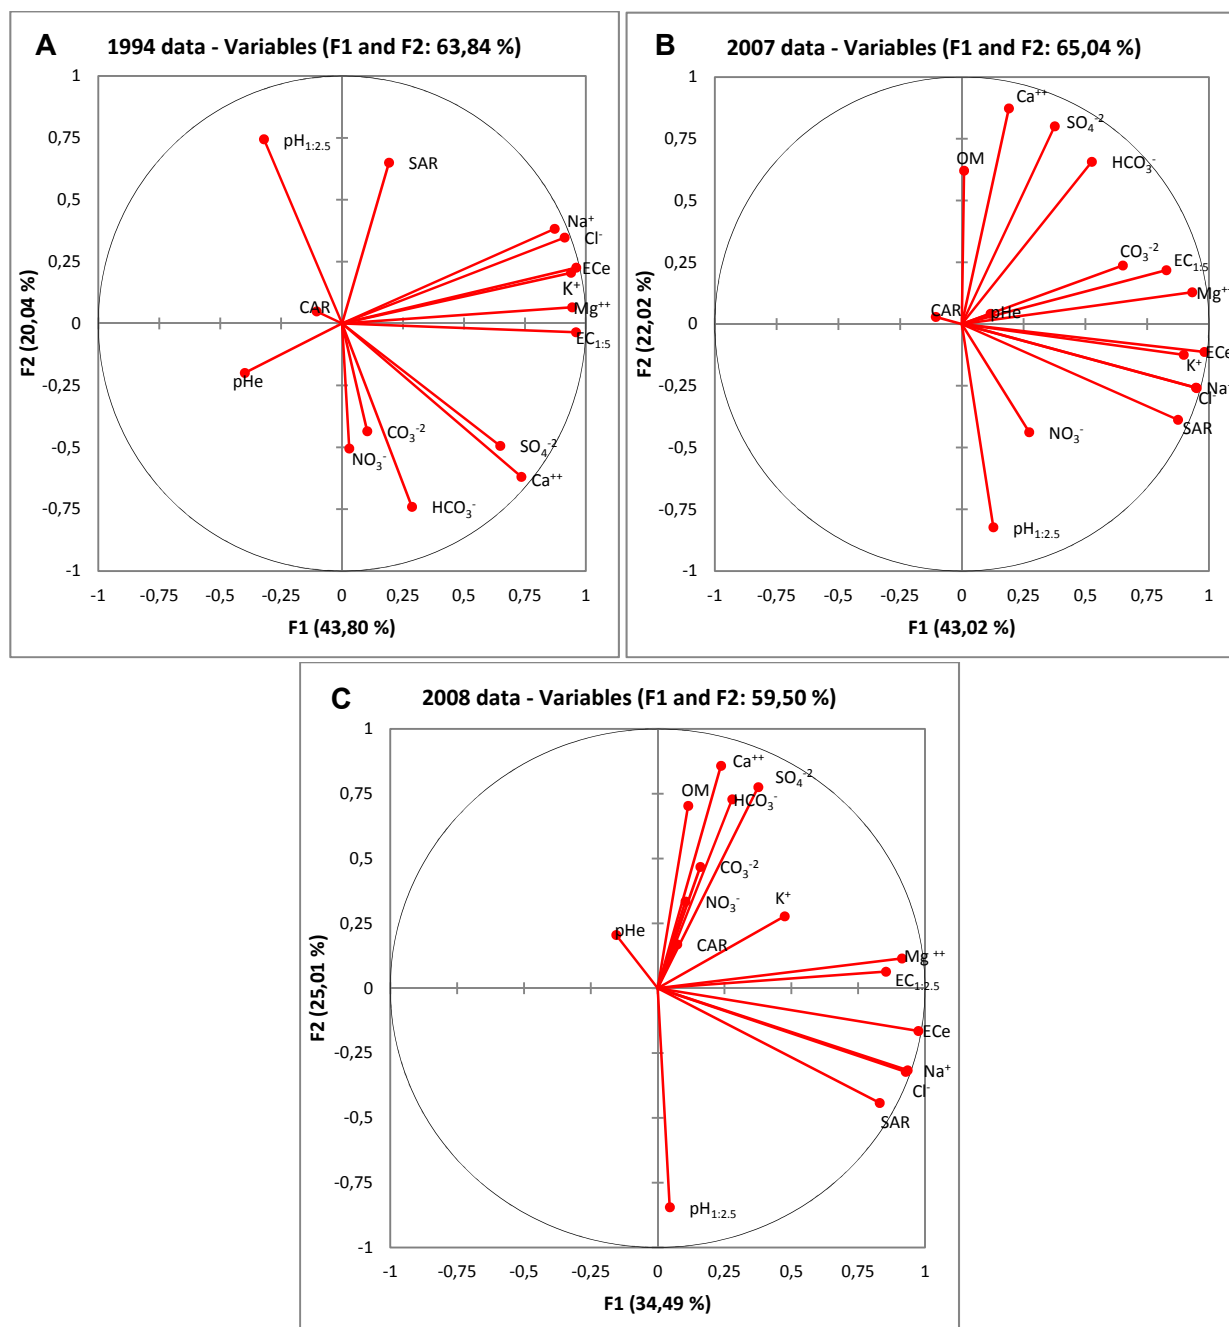 A
1994 data - Variables (F1 and F2: 63,84 %)
1
0,75
0,5
0,25
0
-0,25
-0,5
-0,75
-1
-1
-0,75
-0,5
-0,25
0
0,25
0,5
0,75
1
F2 (20,04 %)
F1 (43,80 %)
pH1:2.5
SAR
Na+
Cl-
ECe
K+
Mg++
EC1:5
CAR
pHe
CO3-2
NO3-
SO4-2
Ca++
HCO3-
B
2007 data - Variables (F1 and F2: 65,04 %)
1
0,75
0,5
0,25
0
-0,25
-0,5
-0,75
-1
-1
-0,75
-0,5
-0,25
0
0,25
0,5
0,75
1
F2 (22,02 %)
F1 (43,02 %)
Ca++
SO4-2
OM
HCO3-
CO3-2
EC1:5
Mg++
CAR
pHe
ECe
K+
Na+
Cl-
SAR
NO3-
pH1:2.5
C
2008 data - Variables (F1 and F2: 59,50 %)
1
0,75
0,5
0,25
0
-0,25
-0,5
-0,75
-1
-1
-0,75
-0,5
-0,25
0
0,25
0,5
0,75
1
F2 (25,01 %)
F1 (34,49 %)
Ca++
SO4-2
OM
HCO3-
CO3-2
NO3-
K+
pHe
CAR
Mg ++
EC1:2.5
ECe
Na+
Cl-
SAR
pH1:2.5